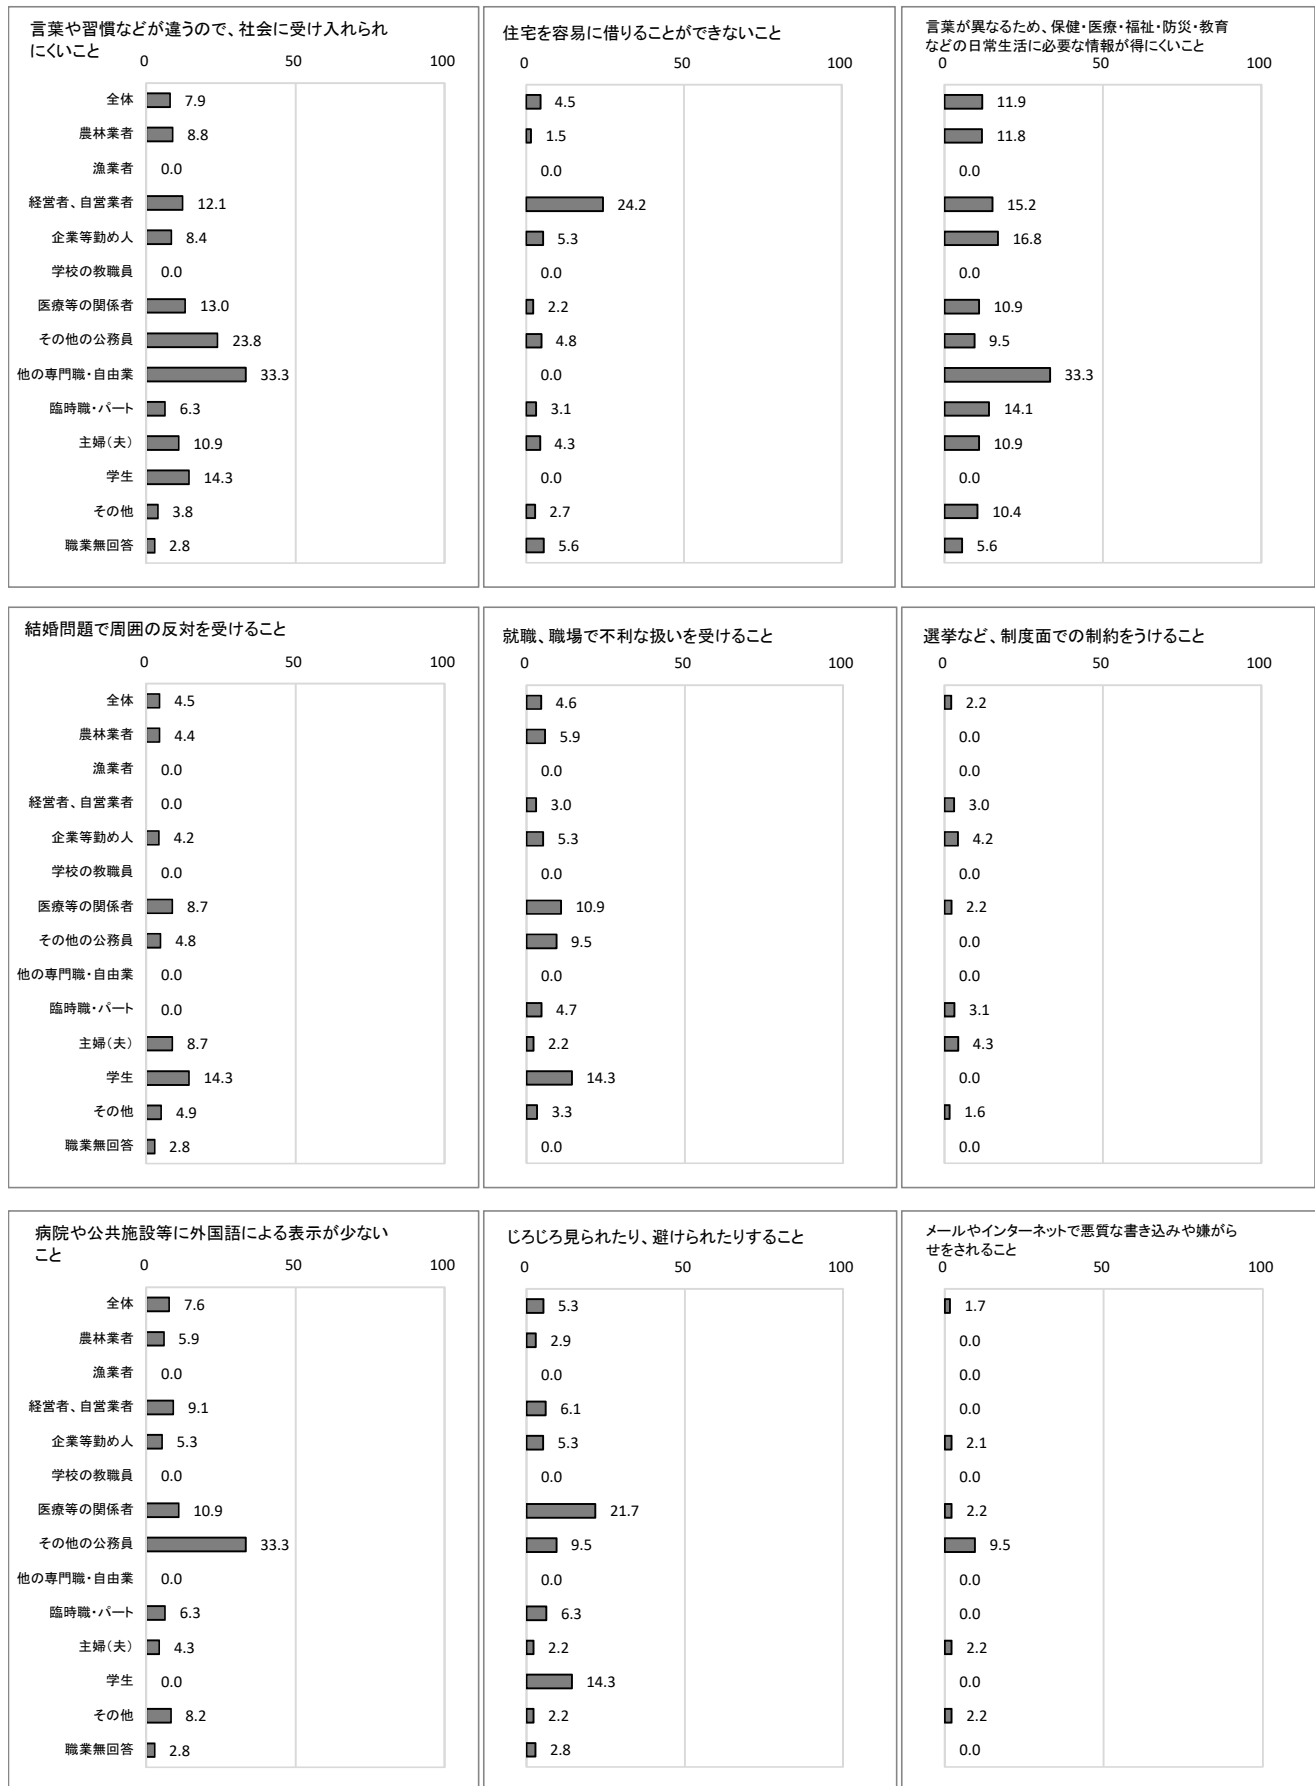 言葉や習慣などが違うので、社会に受け入れられ
にくいこと
0 50 100
全体 7.9
農林業者 8.8
漁業者 0.0
経営者、自営業者 12.1
企業等勤め人 8.4
学校の教職員 0.0
医療等の関係者 13.0
その他の公務員 23.8
他の専門職・自由業 33.3
臨時職・パート 6.3
主婦(夫) 10.9
学生 14.3
その他 3.8
職業無回答 2.8
住宅を容易に借りることができないこと
0 50 100
4.5
1.5
0.0
24.2
5.3
0.0
2.2
4.8
0.0
3.1
4.3
0.0
2.7
5.6
言葉が異なるため、保健・医療・福祉・防災・教育
などの日常生活に必要な情報が得にくいこと
0 50 100
11.9
11.8
0.0
15.2
16.8
0.0
10.9
9.5
33.3
14.1
10.9
0.0
10.4
5.6
結婚問題で周囲の反対を受けること
0 50 100
全体 4.5
農林業者 4.4
漁業者 0.0
経営者、自営業者 0.0
企業等勤め人 4.2
学校の教職員 0.0
医療等の関係者 8.7
その他の公務員 4.8
他の専門職・自由業 0.0
臨時職・パート 0.0
主婦(夫) 8.7
学生 14.3
その他 4.9
職業無回答 2.8
就職、職場で不利な扱いを受けること
0 50 100
4.6
5.9
0.0
3.0
5.3
0.0
10.9
9.5
0.0
4.7
2.2
14.3
3.3
0.0
選挙など、制度面での制約をうけること
0 50 100
2.2
0.0
0.0
3.0
4.2
0.0
2.2
0.0
0.0
3.1
4.3
0.0
1.6
0.0
病院や公共施設等に外国語による表示が少ない
こと
0 50 100
全体 7.6
農林業者 5.9
漁業者 0.0
経営者、自営業者 9.1
企業等勤め人 5.3
学校の教職員 0.0
医療等の関係者 10.9
その他の公務員 33.3
他の専門職・自由業 0.0
臨時職・パート 6.3
主婦(夫) 4.3
学生 0.0
その他 8.2
職業無回答 2.8
じろじろ見られたり、避けられたりすること
0 50 100
5.3
2.9
0.0
6.1
5.3
0.0
21.7
9.5
0.0
6.3
2.2
14.3
2.2
2.8
メールやインターネットで悪質な書き込みや嫌がら
せをされること
0 50 100
1.7
0.0
0.0
0.0
2.1
0.0
2.2
9.5
0.0
0.0
2.2
0.0
2.2
0.0